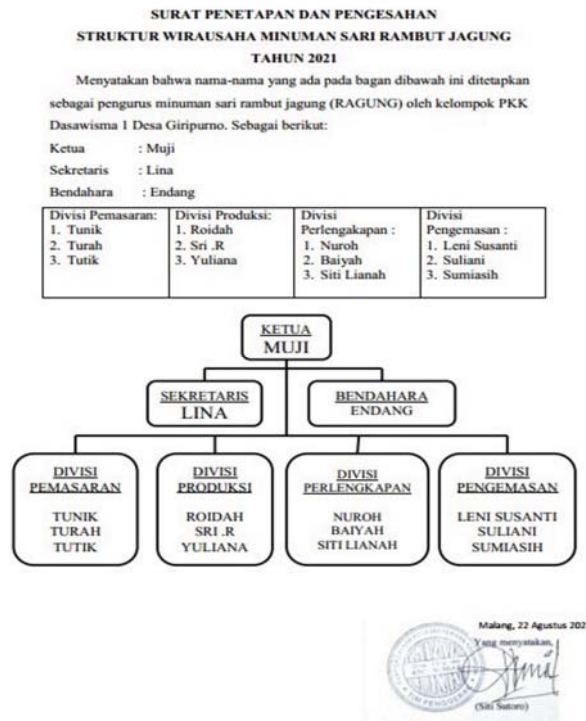 SURAT PENETAPAN DAN PENGESAHAN
STRUKTUR WIRAUSAHA MINUMAN SARI RAMBUT JAGUNG
TAHUN 2021
Menyatakan bahwa nama-nama yang ada pada bagan dibawah ini ditetapkan
sebagai pengurus minuman sari rambut jagung (RAGUNG) oleh kelompok PKK
Dasawisma 1 Desa Giripurno. Sebagai berikut:
Ketua : Muji
Sekretaris : Lina
Bendahara : Endang
Divisi Pemasaran:
1. Tunik
2. Turah
3. Tutik
Divisi Produksi:
1. Roidah
2. Sri .R
3. Yuliana
Divisi
Perlengakapan :
1. Nuroh
2. Baiyah
3. Siti Lianah
Divisi
Pengemasan :
1. Leni Susanti
2. Suliani
3. Sumiasih
KETUA
MUJI
SEKRETARIS
LINA
BENDAHARA
ENDANG
DIVISI
PEMASARAN
TUNIK
TURAH
TUTIK
DIVISI
PRODUKSI
ROIDAH
SRI .R
YULIANA
DIVISI
PERLENGKAPAN
NUROH
BAIYAH
SITI LIANAH
DIVISI
PENGEMASAN
LENI SUSANTI
SULIANI
SUMIASIH
Malang, 22 Agustus 202
Yang menyatakan,
TIM PENGGERAK
(Siti Sutoro)